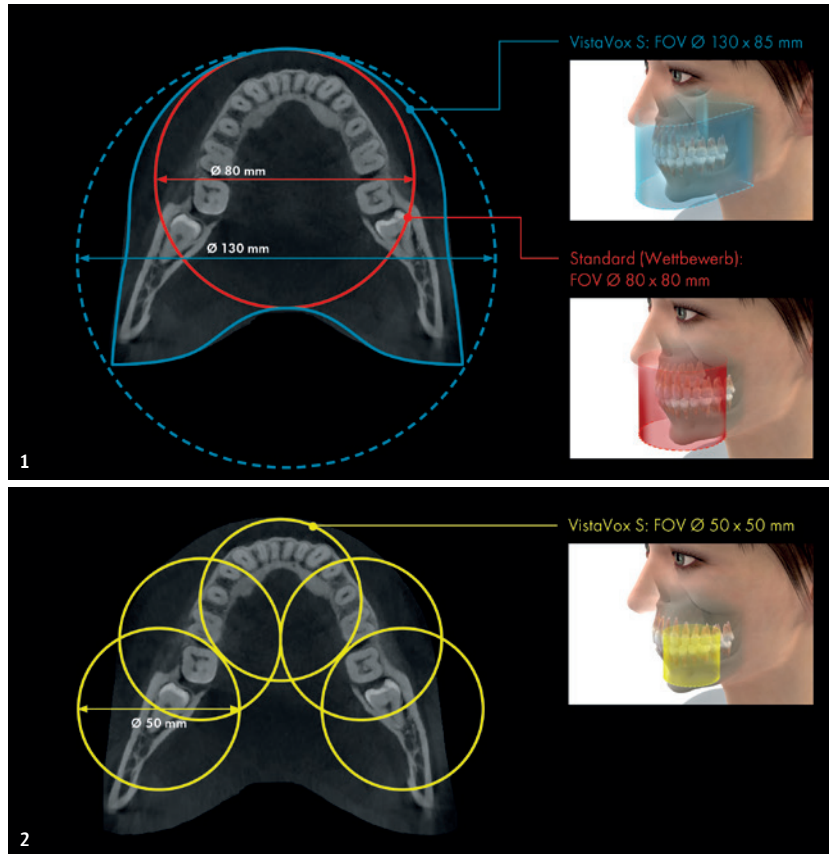 VistaVox S: FOV Ø 130 x 85 mm
Ø 80 mm
Ø 130 mm
Standard (Wettbewerb):
FOV Ø 80 x 80 mm
1
VistaVox S: FOV Ø 50 x 50 mm
Ø 50 mm
2